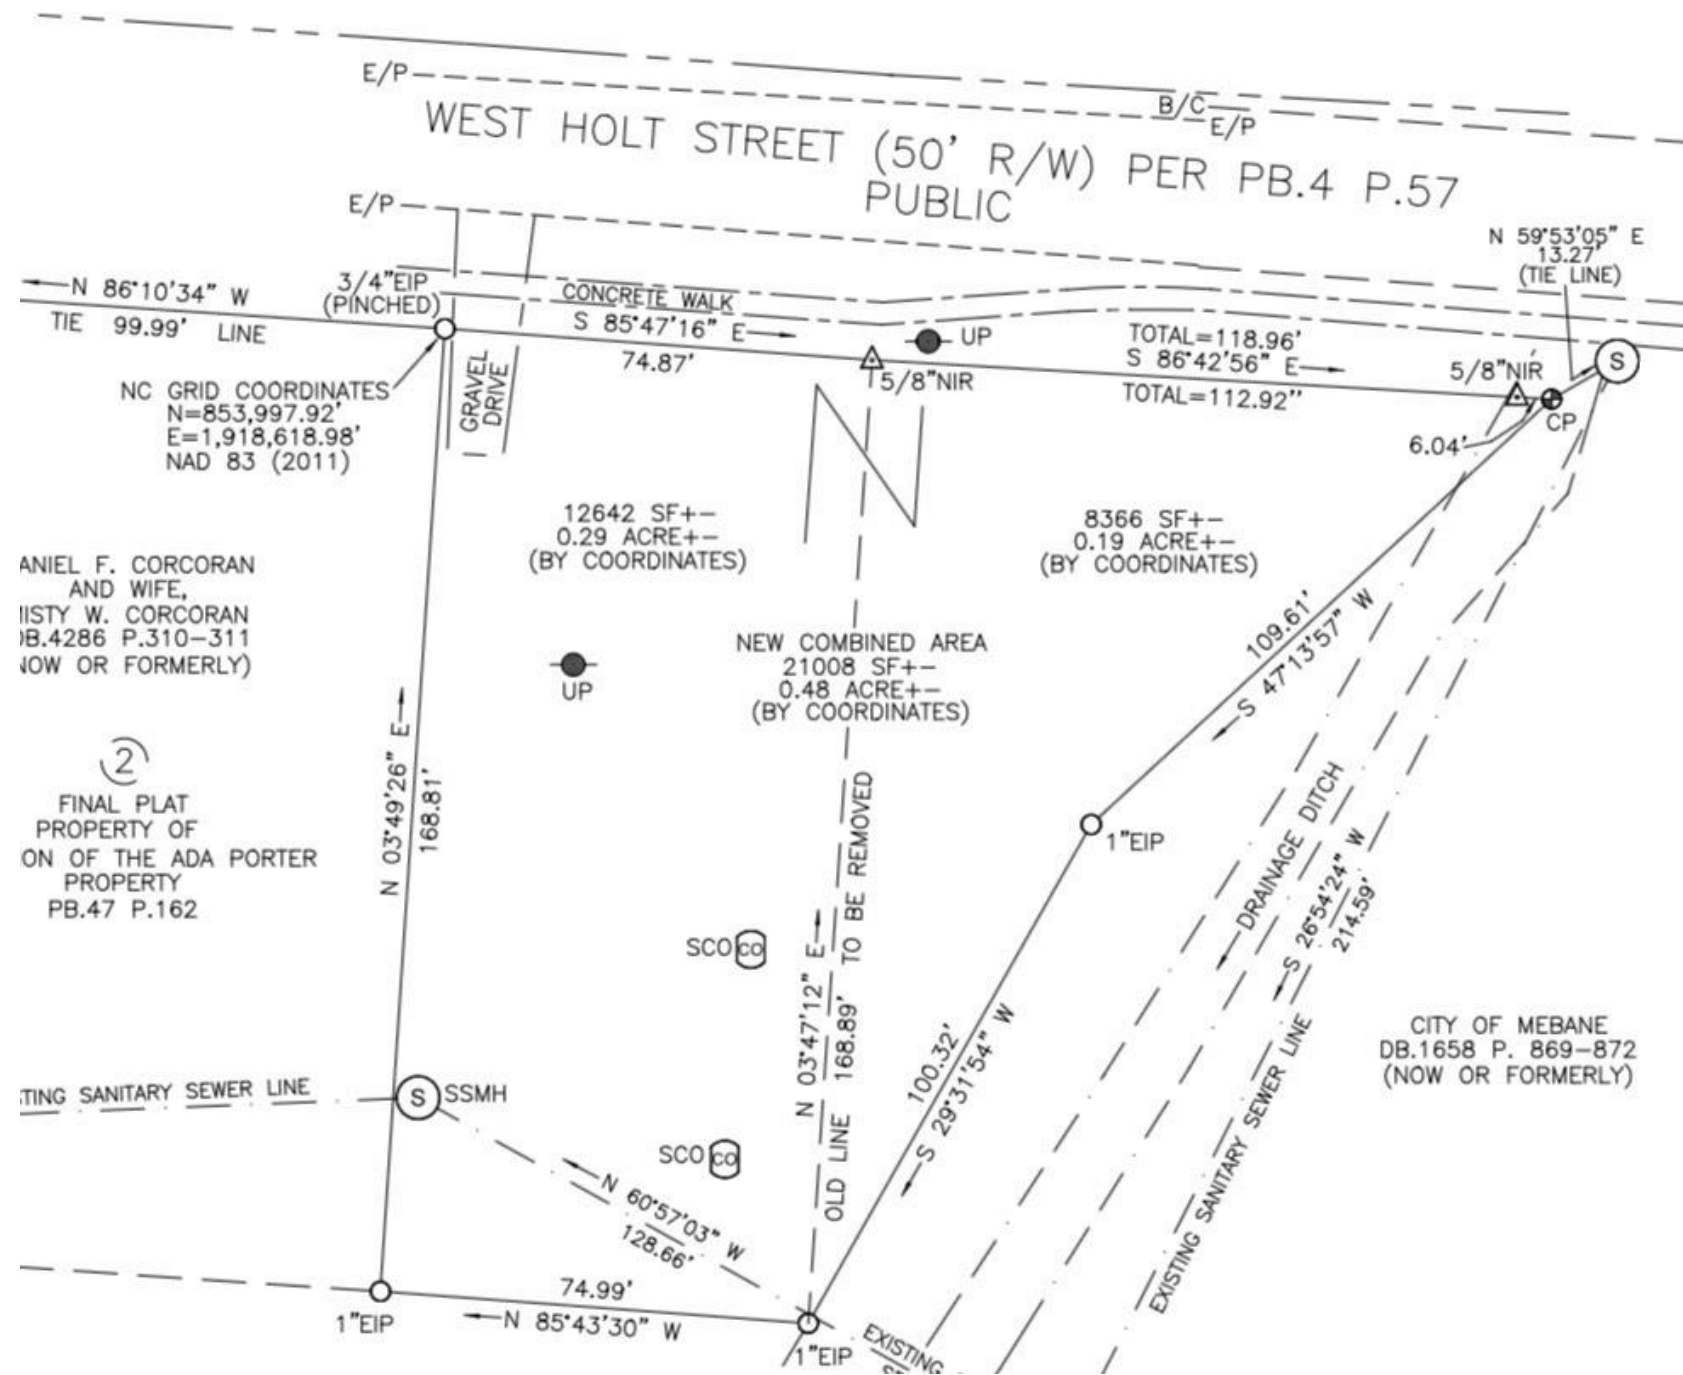 E/P
B/C
E/P
WEST HOLT STREET (50' R/W) PER PB.4 P.57
PUBLIC
E/P
N 59°53'05" E
13.27'
(TIE LINE)
N 86°10'34" W
TIE 99.99' LINE
3/4"EIP
(PINCHED)
CONCRETE WALK
S 85°47'16" E
74.87'
UP
5/8"NIR
TOTAL=118.96'
S 86°42'56" E
TOTAL=112.92"
5/8"NIR
S
CP
6.04'
NC GRID COORDINATES
N=853,997.92'
E=1,918,618.98'
NAD 83 (2011)
GRAVEL
DRIVE
N
12642 SF+-
0.29 ACRE+-
(BY COORDINATES)
8366 SF+-
0.19 ACRE+-
(BY COORDINATES)
ANIEL F. CORCORAN
AND WIFE,
ISTY W. CORCORAN
DB.4286 P.310-311
NOW OR FORMERLY)
NEW COMBINED AREA
21008 SF+-
0.48 ACRE+-
(BY COORDINATES)
UP
109.61'
S 47°13'57" W
2
FINAL PLAT
PROPERTY OF
ON OF THE ADA PORTER
PROPERTY
PB.47 P.162
N 03°49'26" E
168.81'
1"EIP
DRAINAGE DITCH
S 26°54'24" W
214.59'
SCO CO
N 03°47'12" E
OLD LINE 168.89' TO BE REMOVED
100.32'
S 29°31'54" W
CITY OF MEBANE
DB.1658 P. 869-872
(NOW OR FORMERLY)
TING SANITARY SEWER LINE
S SSMH
SCO CO
N 60°57'03" W
128.66'
EXISTING SANITARY SEWER LINE
74.99'
N 85°43'30" W
1"EIP
1"EIP
EXISTING